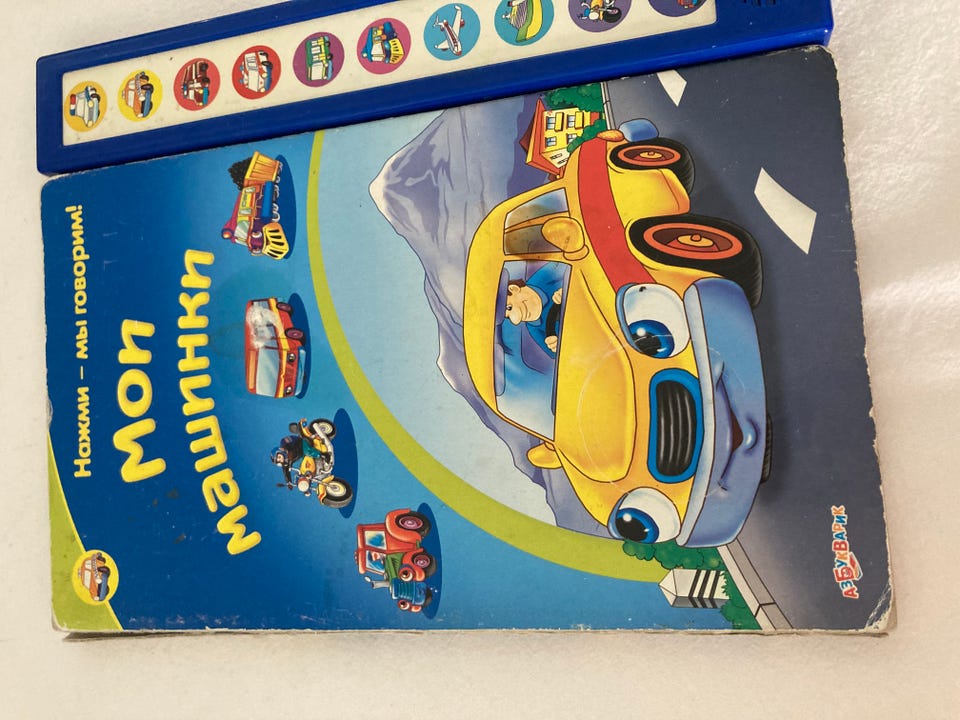 Нажми – мы говорим!
Мои
машинки
АЗБУКВАРИК